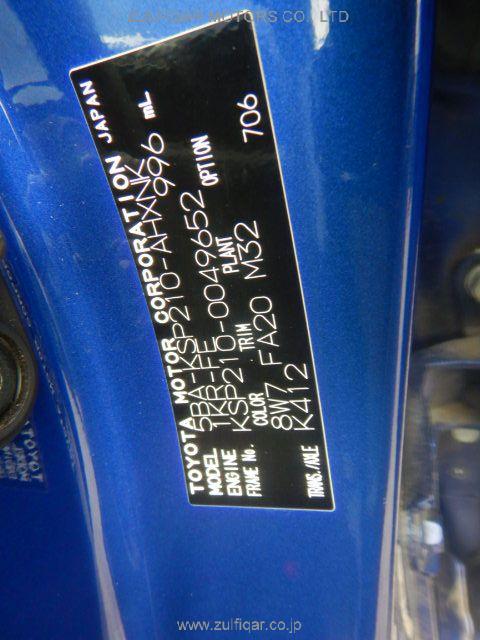 ZULFIQAR MOTORS CO LTD
TOYOTA MOTOR CORPORATION JAPAN
MODEL 5BA-KSP210-AHXNK
ENGINE 1KR-FE 996 mL
FRAME No. KSP210-0049652
COLOR TRIM PLANT OPTION
8W7 FA20 M32 706
TRANS./AXLE K412
TOYOT
www.zulfiqar.co.jp